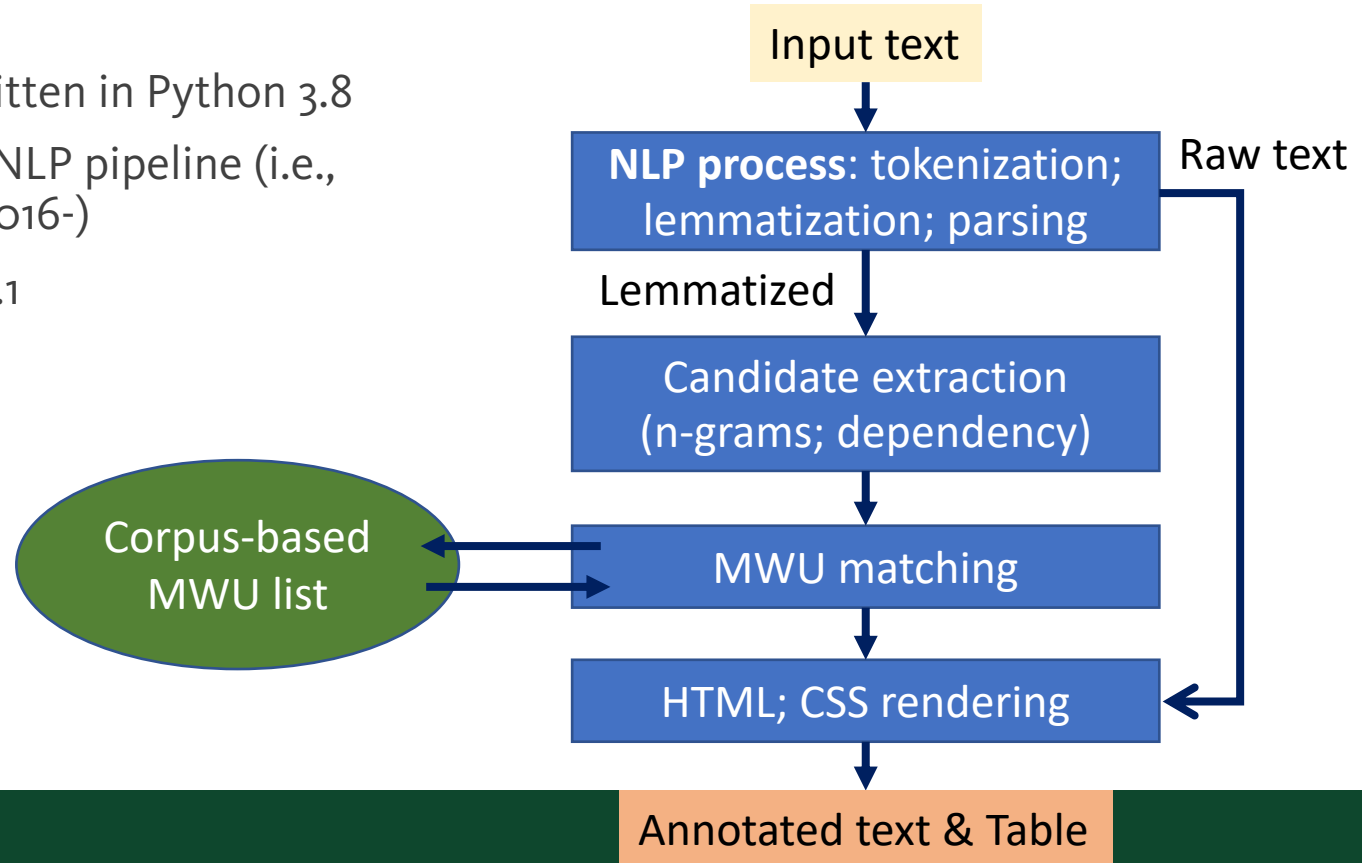 itten in Python 3.8
NLP pipeline (i.e.,
016-)
.1
Input text
NLP process: tokenization;
lemmatization; parsing
Raw text
Lemmatized
Candidate extraction
(n-grams; dependency)
Corpus-based
MWU list
MWU matching
HTML; CSS rendering
Annotated text & Table